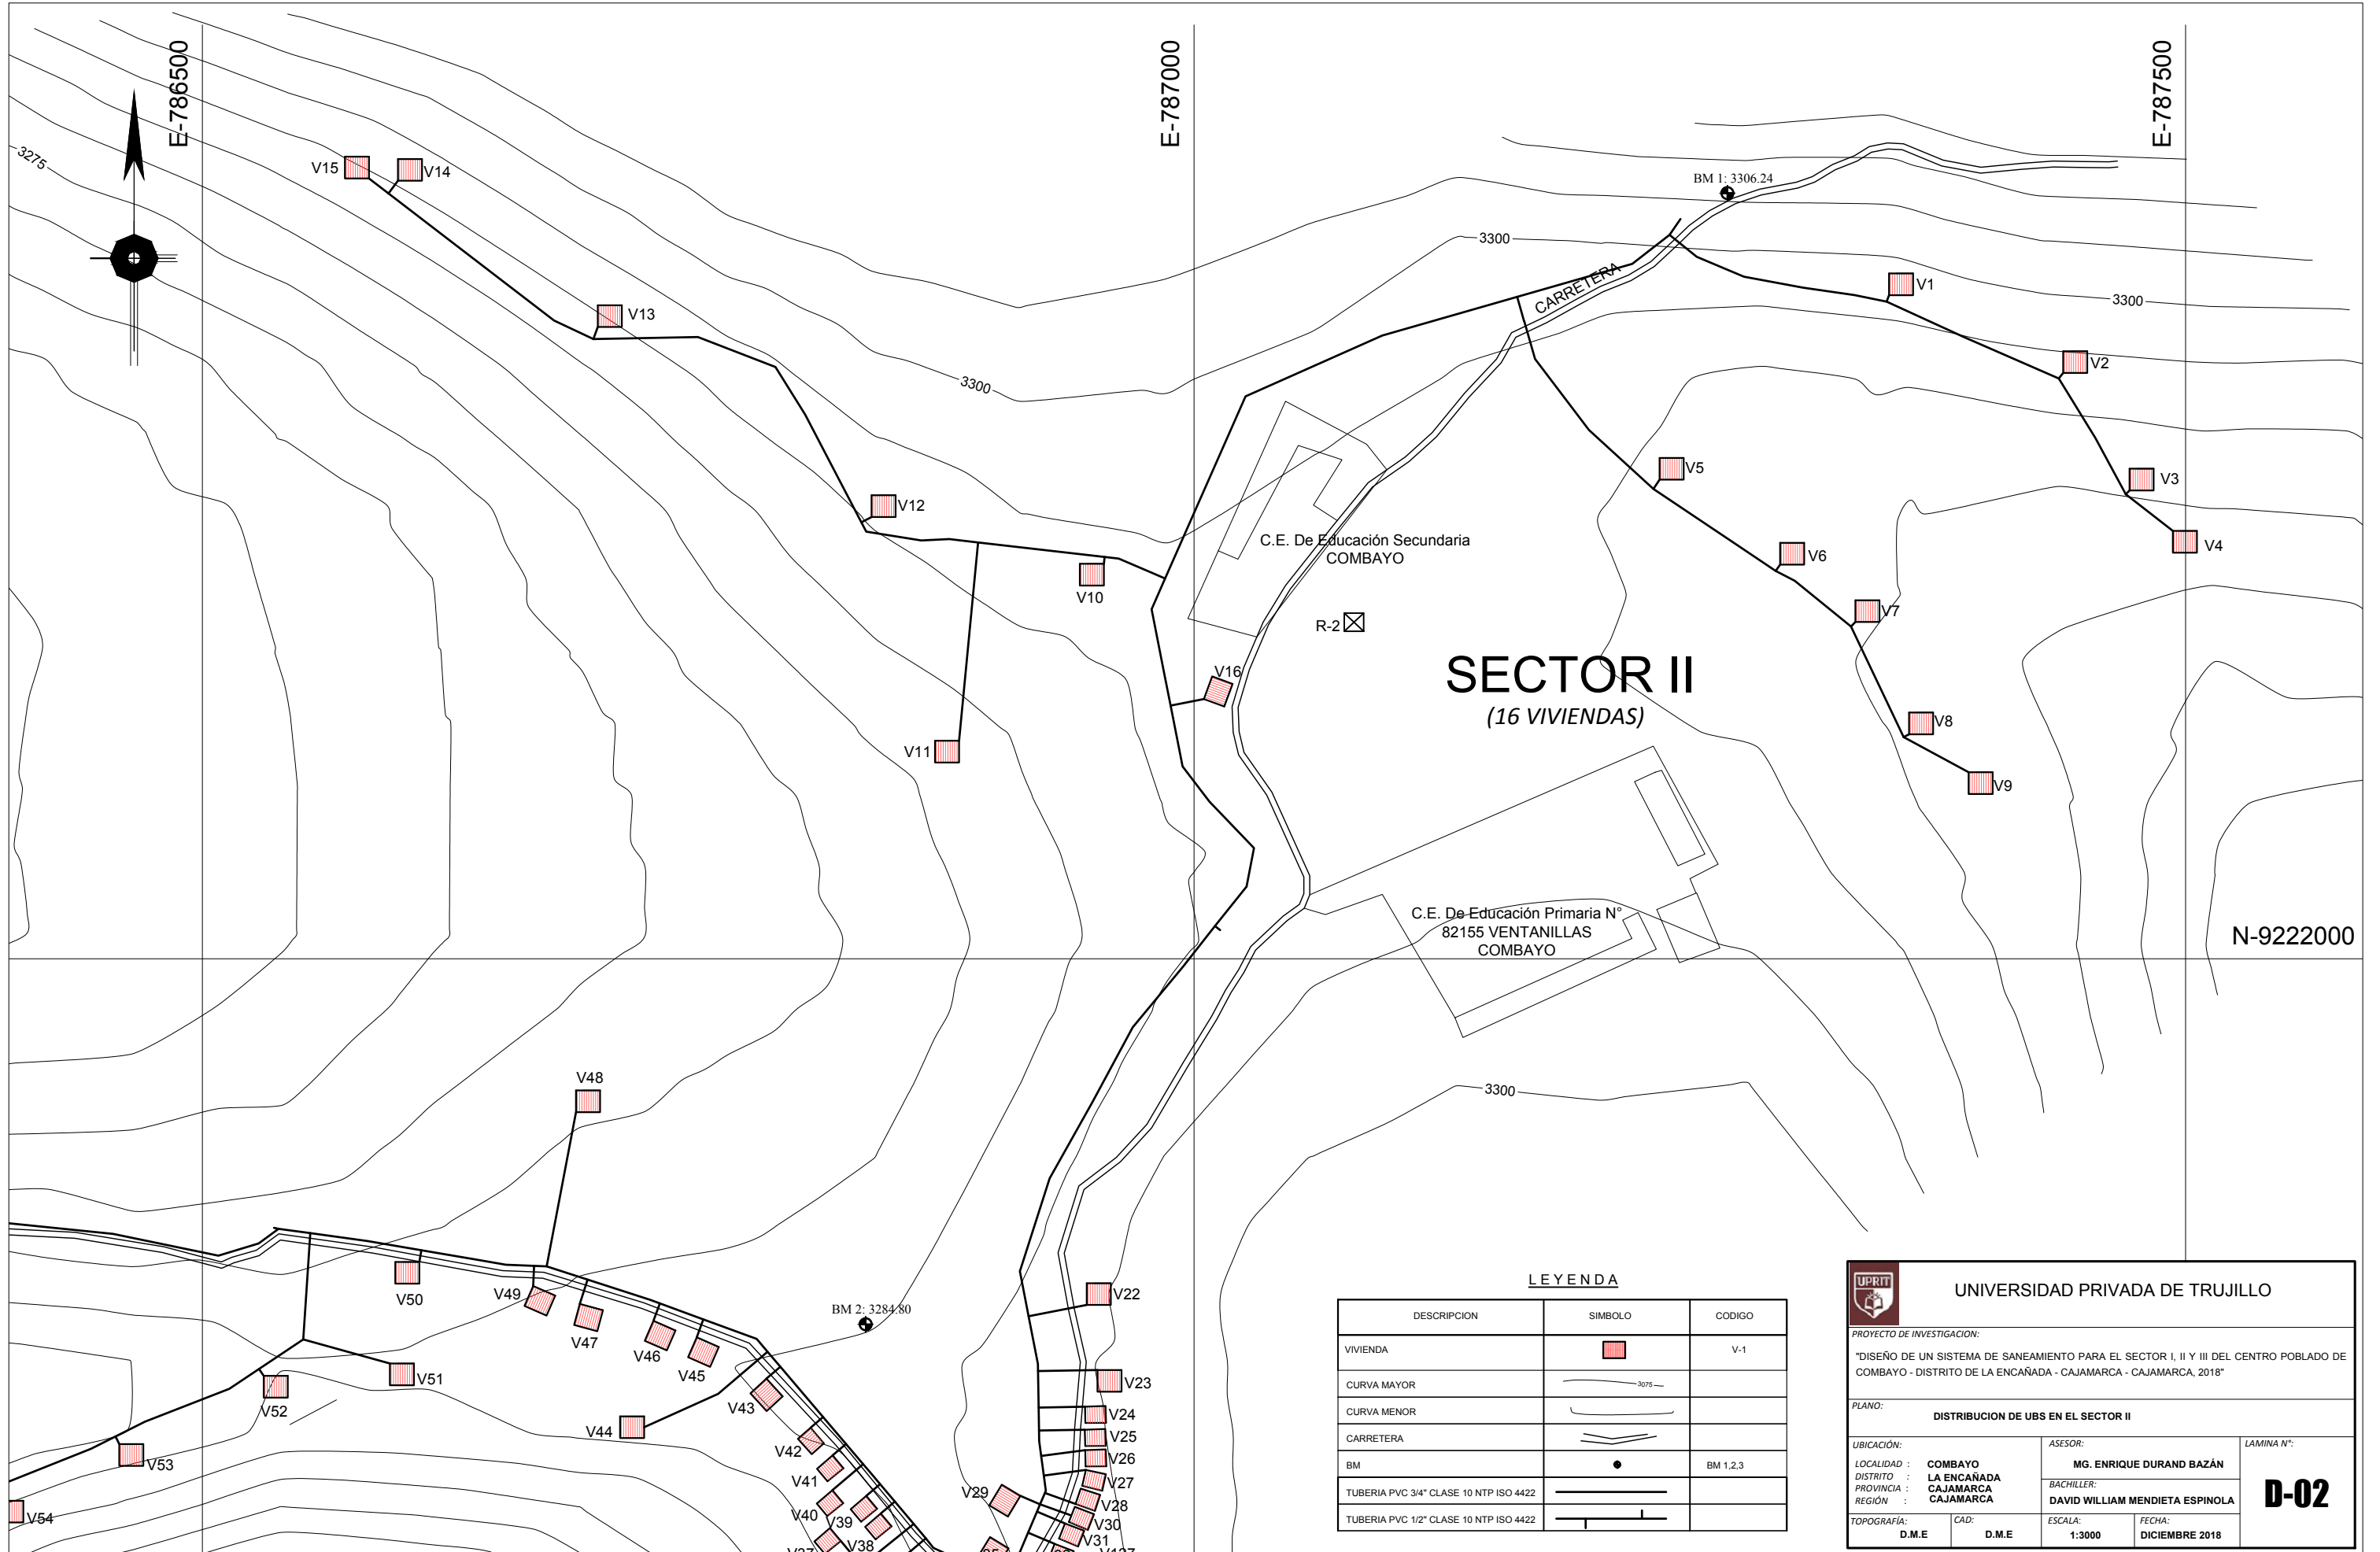 E-786500
E-787000
E-787500
3275
V15
V14
BM 1: 3306.24
3300
CARRETERA
V1
3300
V13
V2
3300
V5
V3
V12
C.E. De Educación Secundaria
COMBAYO
V4
V6
V10
V7
R-2
V16
SECTOR II
(16 VIVIENDAS)
V8
V11
V9
C.E. De Educación Primaria N°
82155 VENTANILLAS
COMBAYO
N-9222000
V48
3300
V50
V49
V47
V46
V45
BM 2: 3284.80
V22
V51
V52
V43
V23
V44
V24
V42
V25
V26
V53
V41
V27
V29
V28
V40
V39
V30
V54
V31
V38
V37
V137
LEYENDA
DESCRIPCION SIMBOLO CODIGO
VIVIENDA V-1
CURVA MAYOR 3075
CURVA MENOR
CARRETERA
BM BM 1,2,3
TUBERIA PVC 3/4" CLASE 10 NTP ISO 4422
TUBERIA PVC 1/2" CLASE 10 NTP ISO 4422
UPRIT
UNIVERSIDAD PRIVADA DE TRUJILLO
PROYECTO DE INVESTIGACION:
"DISEÑO DE UN SISTEMA DE SANEAMIENTO PARA EL SECTOR I, II Y III DEL CENTRO POBLADO DE
COMBAYO - DISTRITO DE LA ENCAÑADA - CAJAMARCA - CAJAMARCA, 2018"
PLANO:
DISTRIBUCION DE UBS EN EL SECTOR II
UBICACIÓN:
LOCALIDAD : COMBAYO
DISTRITO : LA ENCAÑADA
PROVINCIA : CAJAMARCA
REGIÓN : CAJAMARCA
ASESOR:
MG. ENRIQUE DURAND BAZÁN
BACHILLER:
DAVID WILLIAM MENDIETA ESPINOLA
LAMINA N°:
D-02
TOPOGRAFÍA:
D.M.E
CAD:
D.M.E
ESCALA:
1:3000
FECHA:
DICIEMBRE 2018